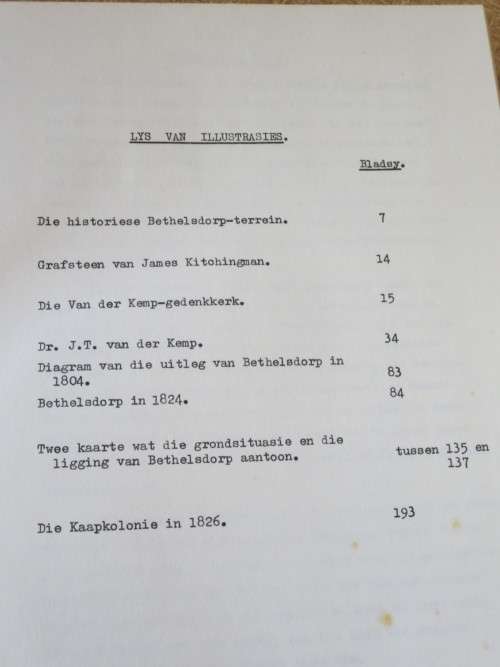 LYS VAN ILLUSTRASIES.
Bladsy.
Die historiese Bethelsdorp-terrein. 7
Grafsteen van James Kitchingman. 14
Die Van der Kemp-gedenkkerk. 15
Dr. J.T. van der Kemp. 34
Diagram van die uitleg van Bethelsdorp in
1804. 83
Bethelsdorp in 1824. 84
Twee kaarte wat die grondsituasie en die
ligging van Bethelsdorp aantoon. tussen 135 en
137
Die Kaapkolonie in 1826. 193